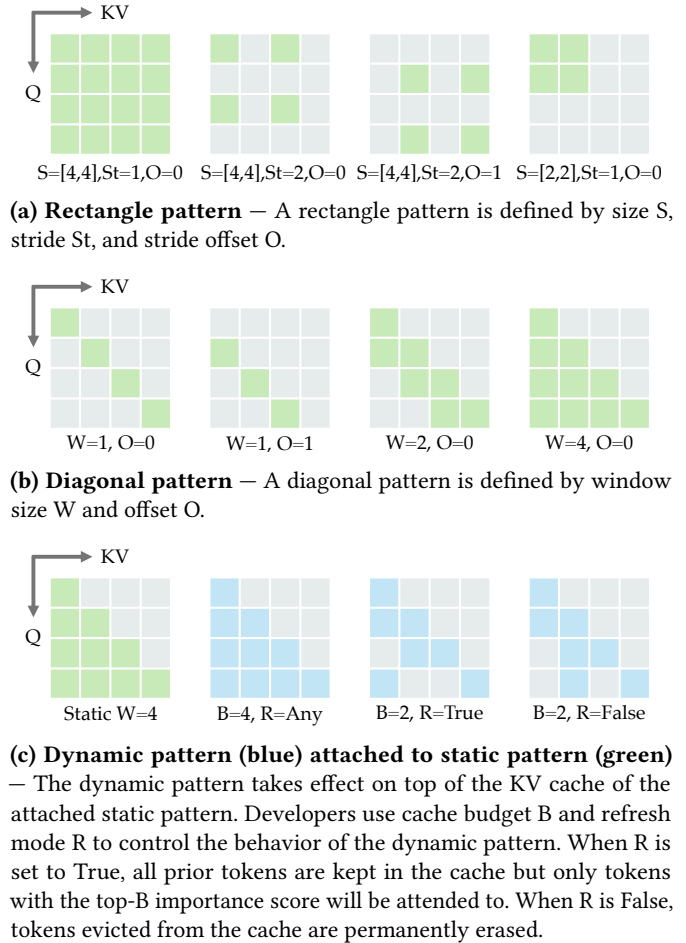 KV
Q
S=[4,4],St=1,O=0 S=[4,4],St=2,O=0 S=[4,4],St=2,O=1 S=[2,2],St=1,O=0
(a) Rectangle pattern — A rectangle pattern is defined by size S,
stride St, and stride offset O.
KV
Q
W=1, O=0 W=1, O=1 W=2, O=0 W=4, O=0
(b) Diagonal pattern — A diagonal pattern is defined by window
size W and offset O.
KV
Q
Static W=4 B=4, R=Any B=2, R=True B=2, R=False
(c) Dynamic pattern (blue) attached to static pattern (green)
— The dynamic pattern takes effect on top of the KV cache of the
attached static pattern. Developers use cache budget B and refresh
mode R to control the behavior of the dynamic pattern. When R is
set to True, all prior tokens are kept in the cache but only tokens
with the top-B importance score will be attended to. When R is False,
tokens evicted from the cache are permanently erased.